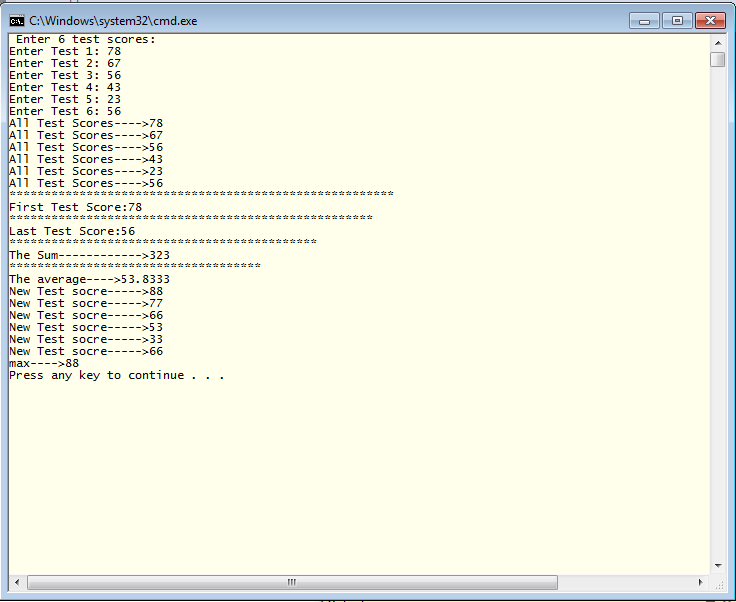 C:\Windows\system32\cmd.exe
Enter 6 test scores:
Enter Test 1: 78
Enter Test 2: 67
Enter Test 3: 56
Enter Test 4: 43
Enter Test 5: 23
Enter Test 6: 56
All Test Scores---->78
All Test Scores---->67
All Test Scores---->56
All Test Scores---->43
All Test Scores---->23
All Test Scores---->56
*******************************************************
First Test Score:78
****************************************************
Last Test Score:56
********************************************
The Sum------------>323
************************************
The average---->53.8333
New Test socre----->88
New Test socre----->77
New Test socre----->66
New Test socre----->53
New Test socre----->33
New Test socre----->66
max---->88
Press any key to continue . . .